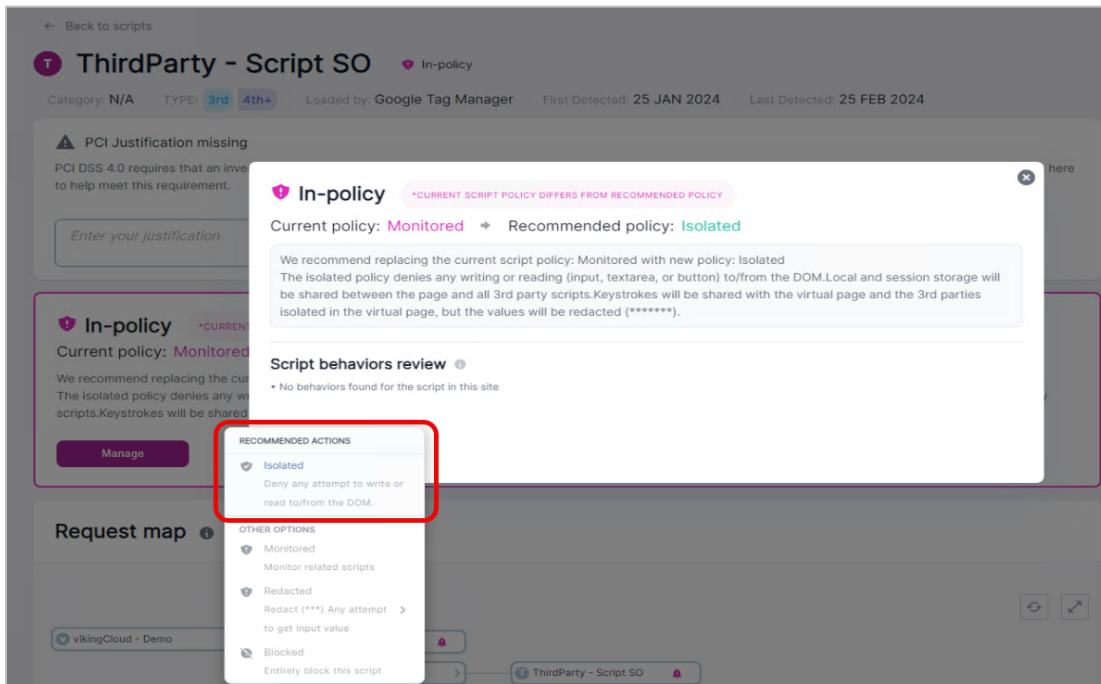 ← Back to scripts
T ThirdParty - Script SO In-policy
Category: N/A TYPE: 3rd 4th+ Loaded by: Google Tag Manager First Detected: 25 JAN 2024 Last Detected: 25 FEB 2024
PCI Justification missing
PCI DSS 4.0 requires that an inve
here
to help meet this requirement.
Enter your justification
In-policy *CURRENT SCRIPT POLICY DIFFERS FROM RECOMMENDED POLICY
Current policy: Monitored → Recommended policy: Isolated
We recommend replacing the current script policy: Monitored with new policy: Isolated
The isolated policy denies any writing or reading (input, textarea, or button) to/from the DOM.Local and session storage will
be shared between the page and all 3rd party scripts.Keystrokes will be shared with the virtual page and the 3rd parties
isolated in the virtual page, but the values will be redacted (*******).
Script behaviors review
• No behaviors found for the script in this site
In-policy *CURREN
Current policy: Monitored
We recommend replacing the cur
The isolated policy denies any w
scripts.Keystrokes will be shared
Manage
RECOMMENDED ACTIONS
Isolated
Deny any attempt to write or
read to/from the DOM.
OTHER OPTIONS
Monitored
Monitor related scripts
Redacted
Redact (***) Any attempt >
to get input value
Blocked
Entirely block this script
Request map
vikingCloud - Demo
ThirdParty - Script SO